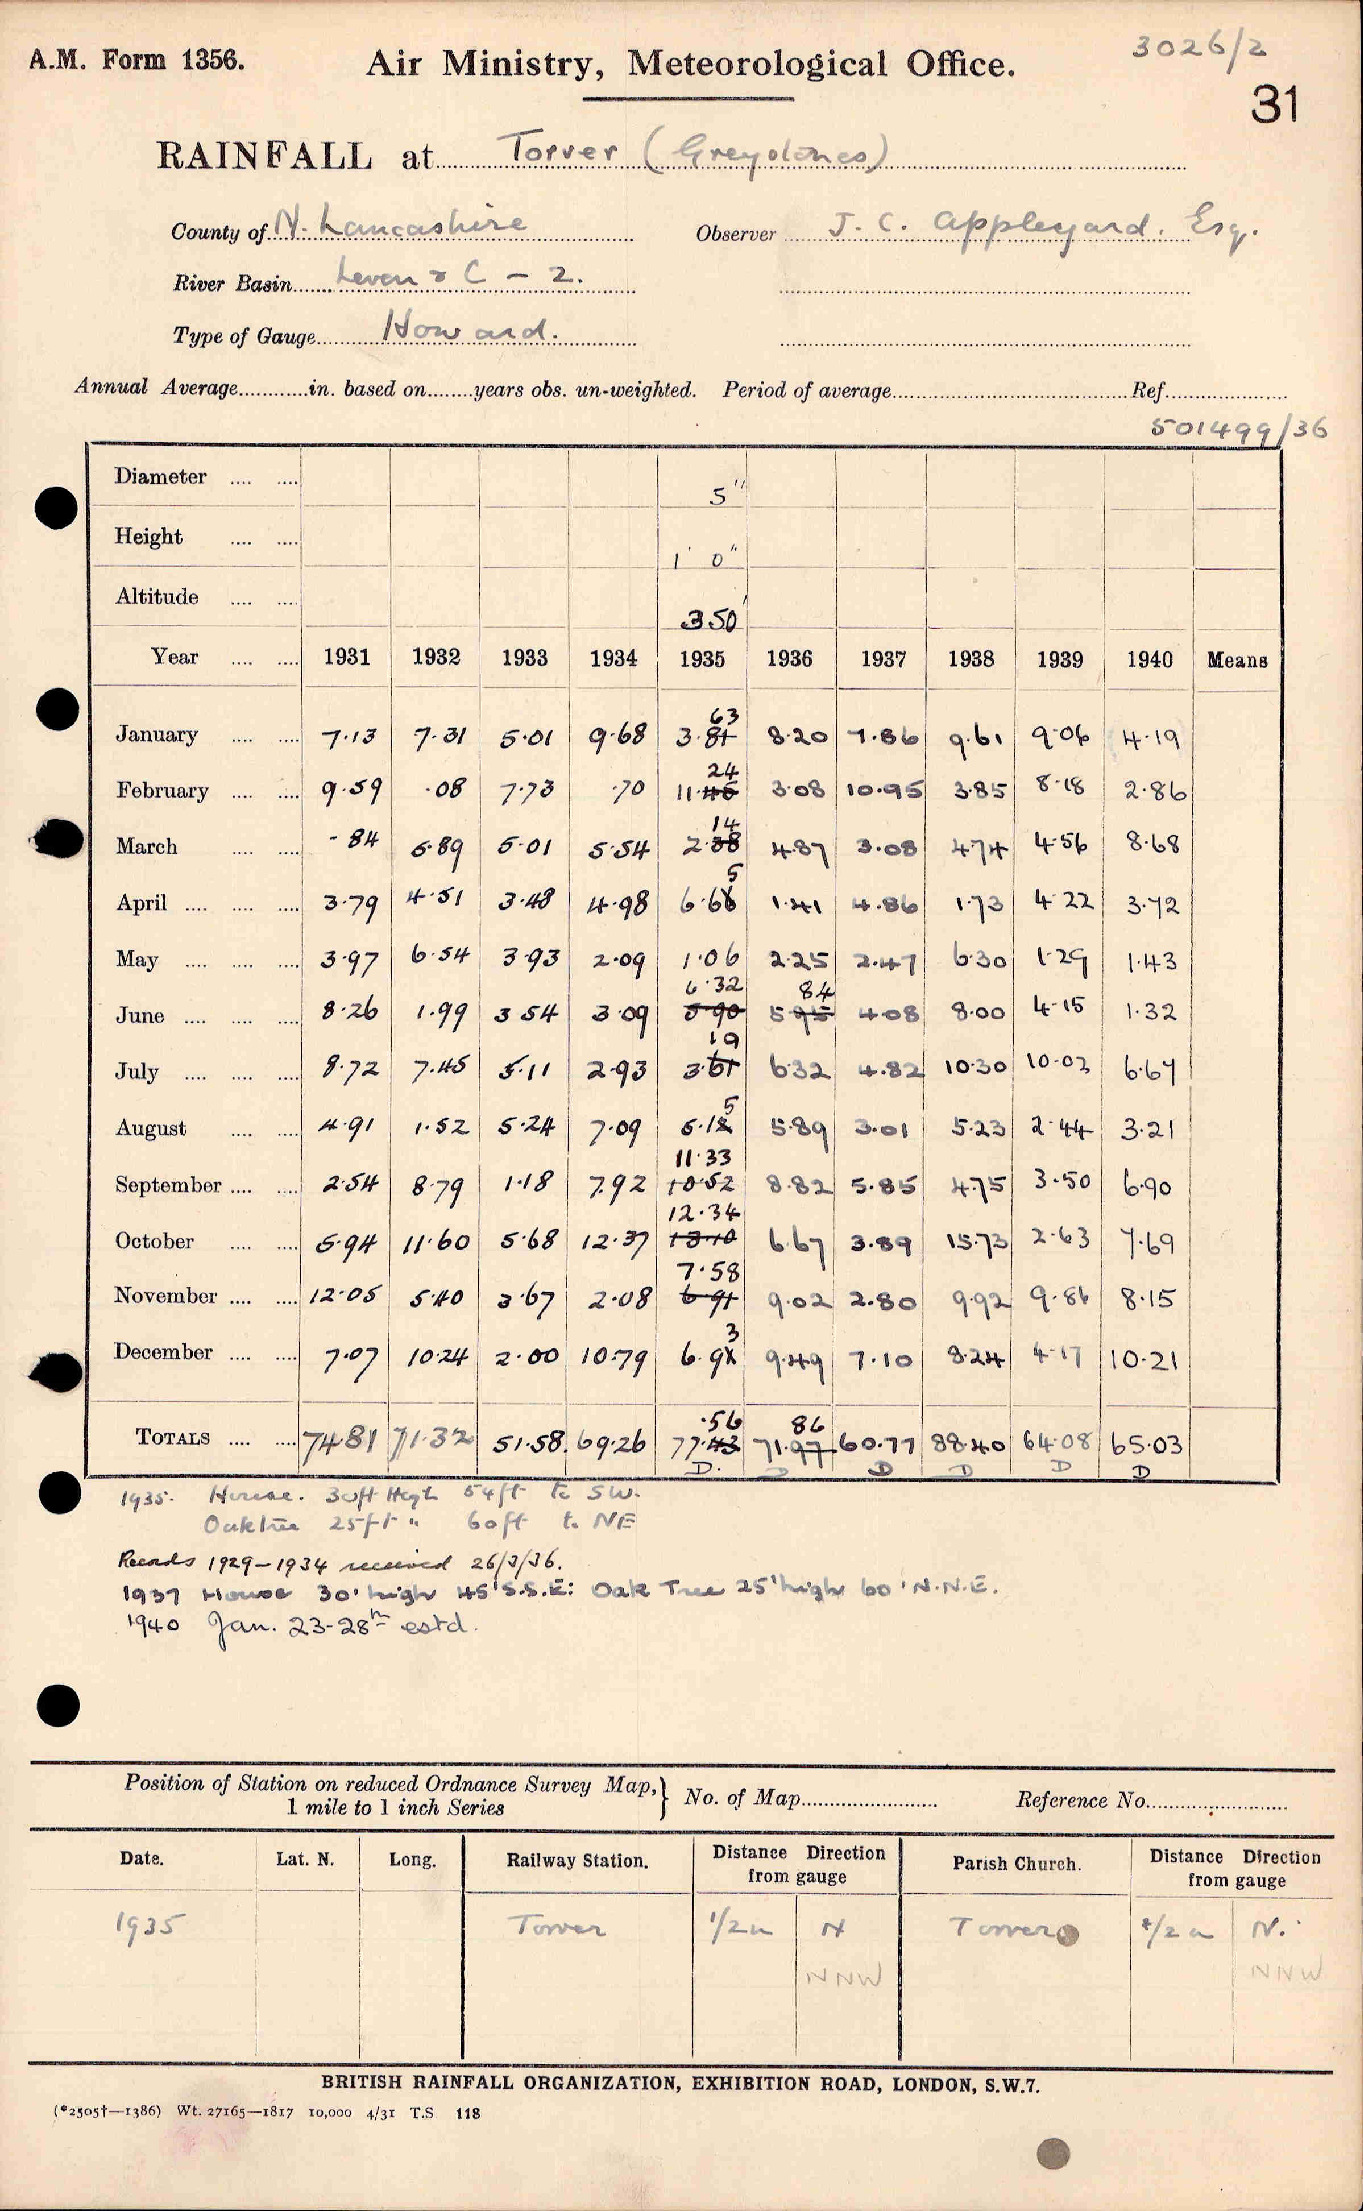 3026/2
A.M. Form 1356. Air Ministry, Meteorological Office.
31
RAINFALL at Torver (Greystones)
County of N. Lancashire Observer J. C. Appleyard. Esq.
River Basin Leven & C - 2.
Type of Gauge Howard.
Annual Average............in. based on........years obs. un-weighted. Period of average........................................Ref.....................
501499/36
Diameter .... .... 5"
Height .... .... 1' 0"
Altitude .... .... 350'
Year .... .... 1931 1932 1933 1934 1935 1936 1937 1938 1939 1940 Means
63
January .... .... 7.13 7.31 5.01 9.68 3.81 8.20 7.86 9.61 9.06 4.19
24
February .... .... 9.59 .08 7.73 .70 11.46 3.08 10.95 3.85 8.18 2.86
14
March .... .... .84 5.89 5.01 5.54 2.38 4.87 3.08 4.74 4.56 8.68
5
April .... .... .... 3.79 4.51 3.48 4.98 6.66 1.41 4.86 1.73 4.22 3.72
May .... .... .... 3.97 6.54 3.93 2.09 1.06 2.25 2.47 6.30 1.29 1.43
6.32 84
June .... .... .... 8.26 1.99 3.54 3.09 5.90 5.95 4.08 8.00 4.15 1.32
19
July .... .... .... 8.72 7.45 5.11 2.93 3.61 6.32 4.82 10.30 10.02 6.67
5
August .... .... 4.91 1.52 5.24 7.09 5.12 5.89 3.01 5.23 2.44 3.21
11.33
September .... .... 2.54 8.79 1.18 7.92 10.52 8.82 5.85 4.75 3.50 6.90
12.34
October .... .... 5.94 11.60 5.68 12.37 13.10 6.67 3.89 15.73 2.63 7.69
7.58
November .... .... 12.05 5.40 3.67 2.08 6.91 9.02 2.80 9.92 9.86 8.15
3
December .... .... 7.07 10.24 2.00 10.79 6.91 9.49 7.10 8.24 4.17 10.21
.56 86
TOTALS .... .... 74.81 71.32 51.58 69.26 77.43 71.97 60.77 88.40 64.08 65.03
D. D D D D D
1935. House. 30ft High 54ft to SW.
Oaktree 25ft " 60ft to NE
Records 1929-1934 received 26/3/36.
1937 House 30' high 45' S.S.E: Oak Tree 25' high 60' N.N.E.
1940 Jan. 23-28th estd.
Position of Station on reduced Ordnance Survey Map, } No. of Map........................ Reference No.........................
1 mile to 1 inch Series
Date. Lat. N. Long. Railway Station. Distance Direction from gauge Parish Church. Distance Direction from gauge
1935 Torver 1/2 m N Torver 1/2 m N.
NNW NNW
BRITISH RAINFALL ORGANIZATION, EXHIBITION ROAD, LONDON, S.W.7.
(*2505†—1386) Wt. 27165—1817 10,000 4/31 T.S 118